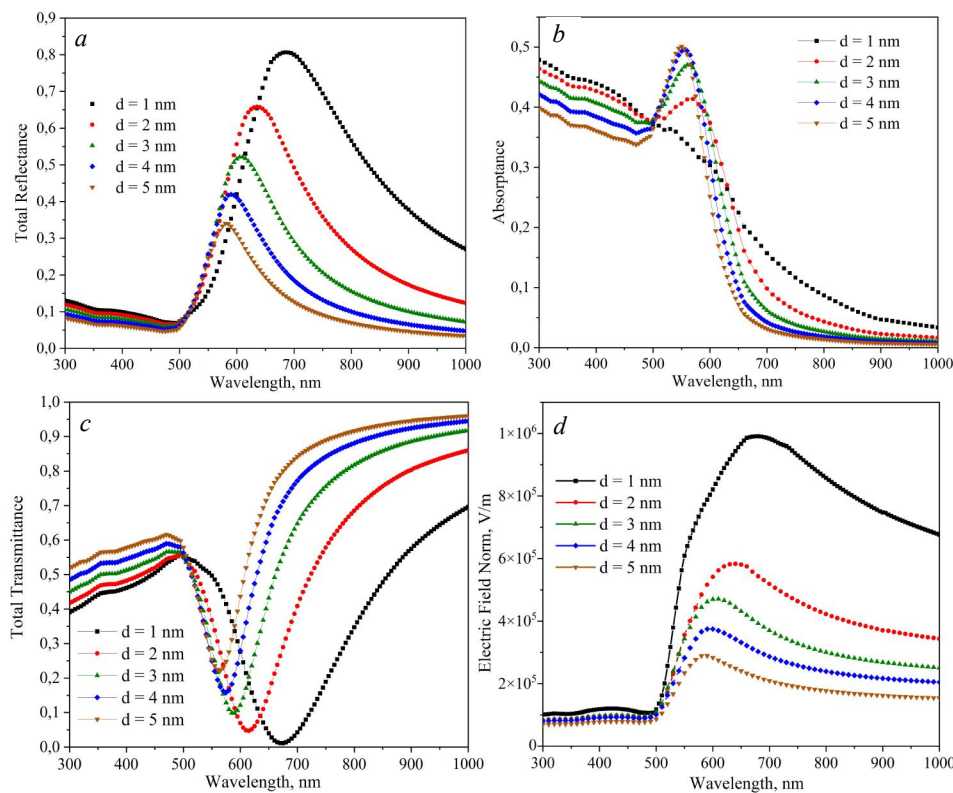 a
0,9
0,8
0,7
0,6
0,5
0,4
0,3
0,2
0,1
0,0
Total Reflectance
d = 1 nm
d = 2 nm
d = 3 nm
d = 4 nm
d = 5 nm
300 400 500 600 700 800 900 1000
Wavelength, nm
b
0,5
0,4
0,3
0,2
0,1
0,0
Absorptance
d = 1 nm
d = 2 nm
d = 3 nm
d = 4 nm
d = 5 nm
300 400 500 600 700 800 900 1000
Wavelength, nm
c
1,0
0,9
0,8
0,7
0,6
0,5
0,4
0,3
0,2
0,1
0,0
Total Transmittance
d = 1 nm
d = 2 nm
d = 3 nm
d = 4 nm
d = 5 nm
300 400 500 600 700 800 900 1000
Wavelength, nm
d
1×10⁶
8×10⁵
6×10⁵
4×10⁵
2×10⁵
0
Electric Field Norm, V/m
d = 1 nm
d = 2 nm
d = 3 nm
d = 4 nm
d = 5 nm
300 400 500 600 700 800 900 1000
Wavelength, nm